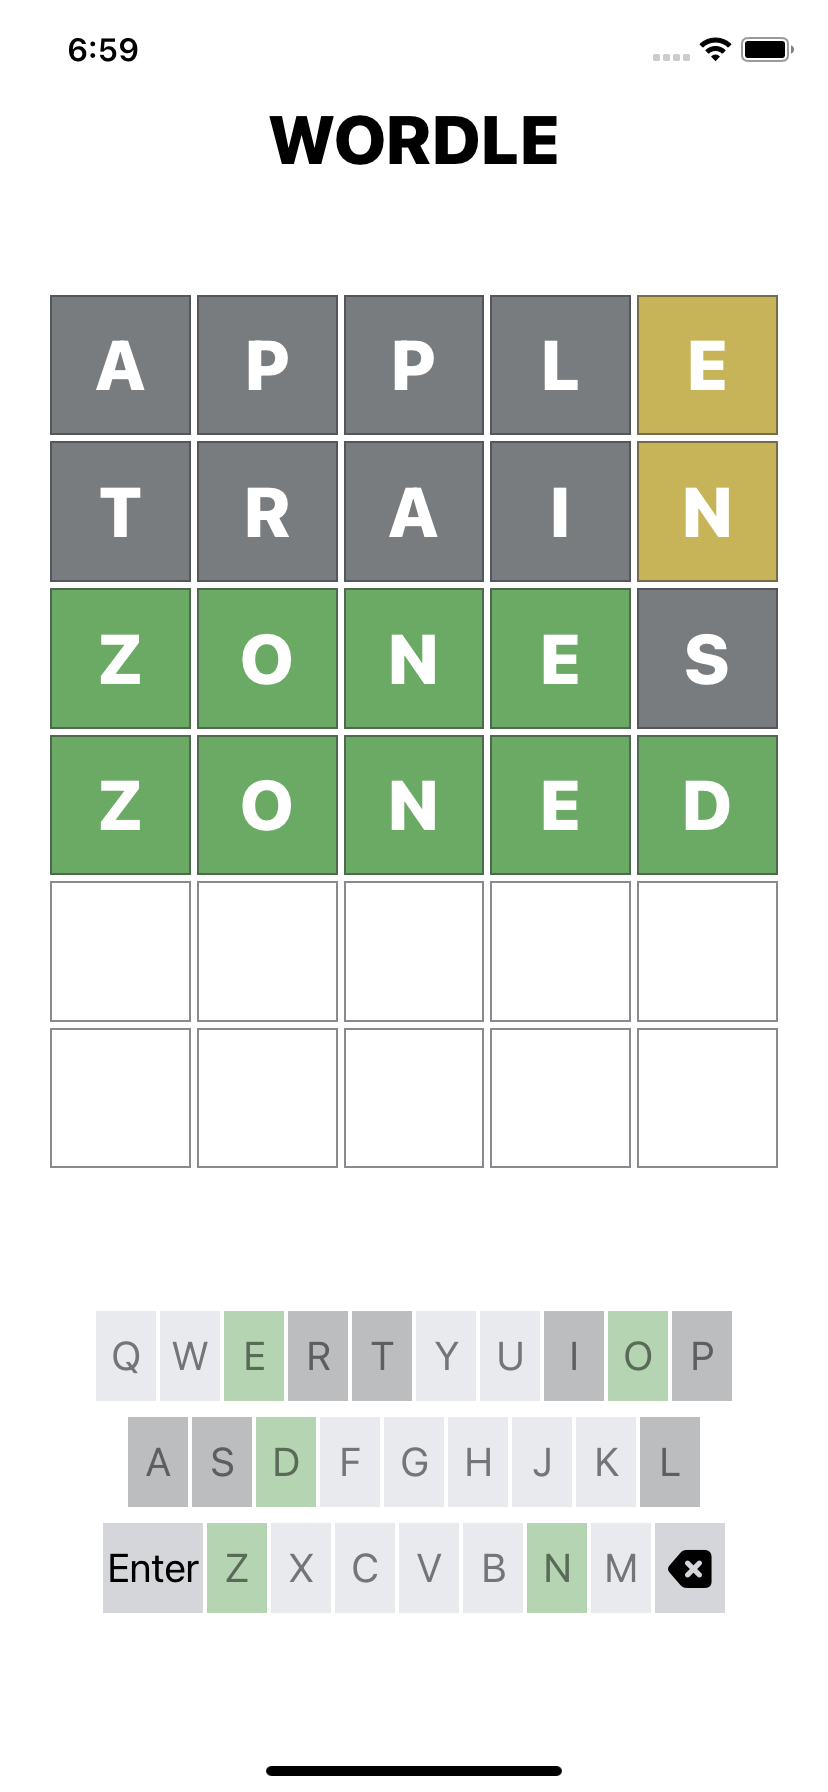 6:59
WORDLE
A P P L E
T R A I N
Z O N E S
Z O N E D
Q W E R T Y U I O P
A S D F G H J K L
Enter Z X C V B N M